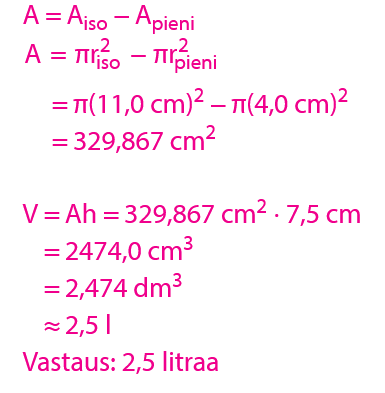 A = A_iso − A_pieni
A = πr²_iso − πr²_pieni
= π(11,0 cm)² − π(4,0 cm)²
= 329,867 cm²
V = Ah = 329,867 cm² · 7,5 cm
= 2474,0 cm³
= 2,474 dm³
≈ 2,5 l
Vastaus: 2,5 litraa